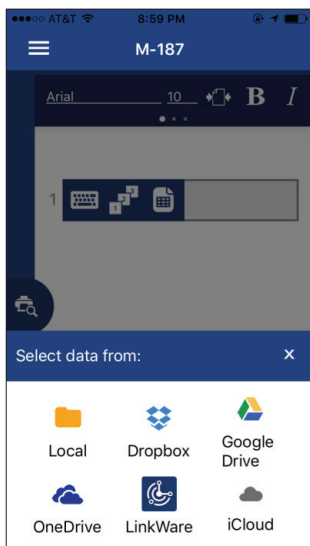 AT&T 8:59 PM
M-187
Arial 10 B I
1
Select data from: x
Local Dropbox Google Drive
OneDrive LinkWare iCloud